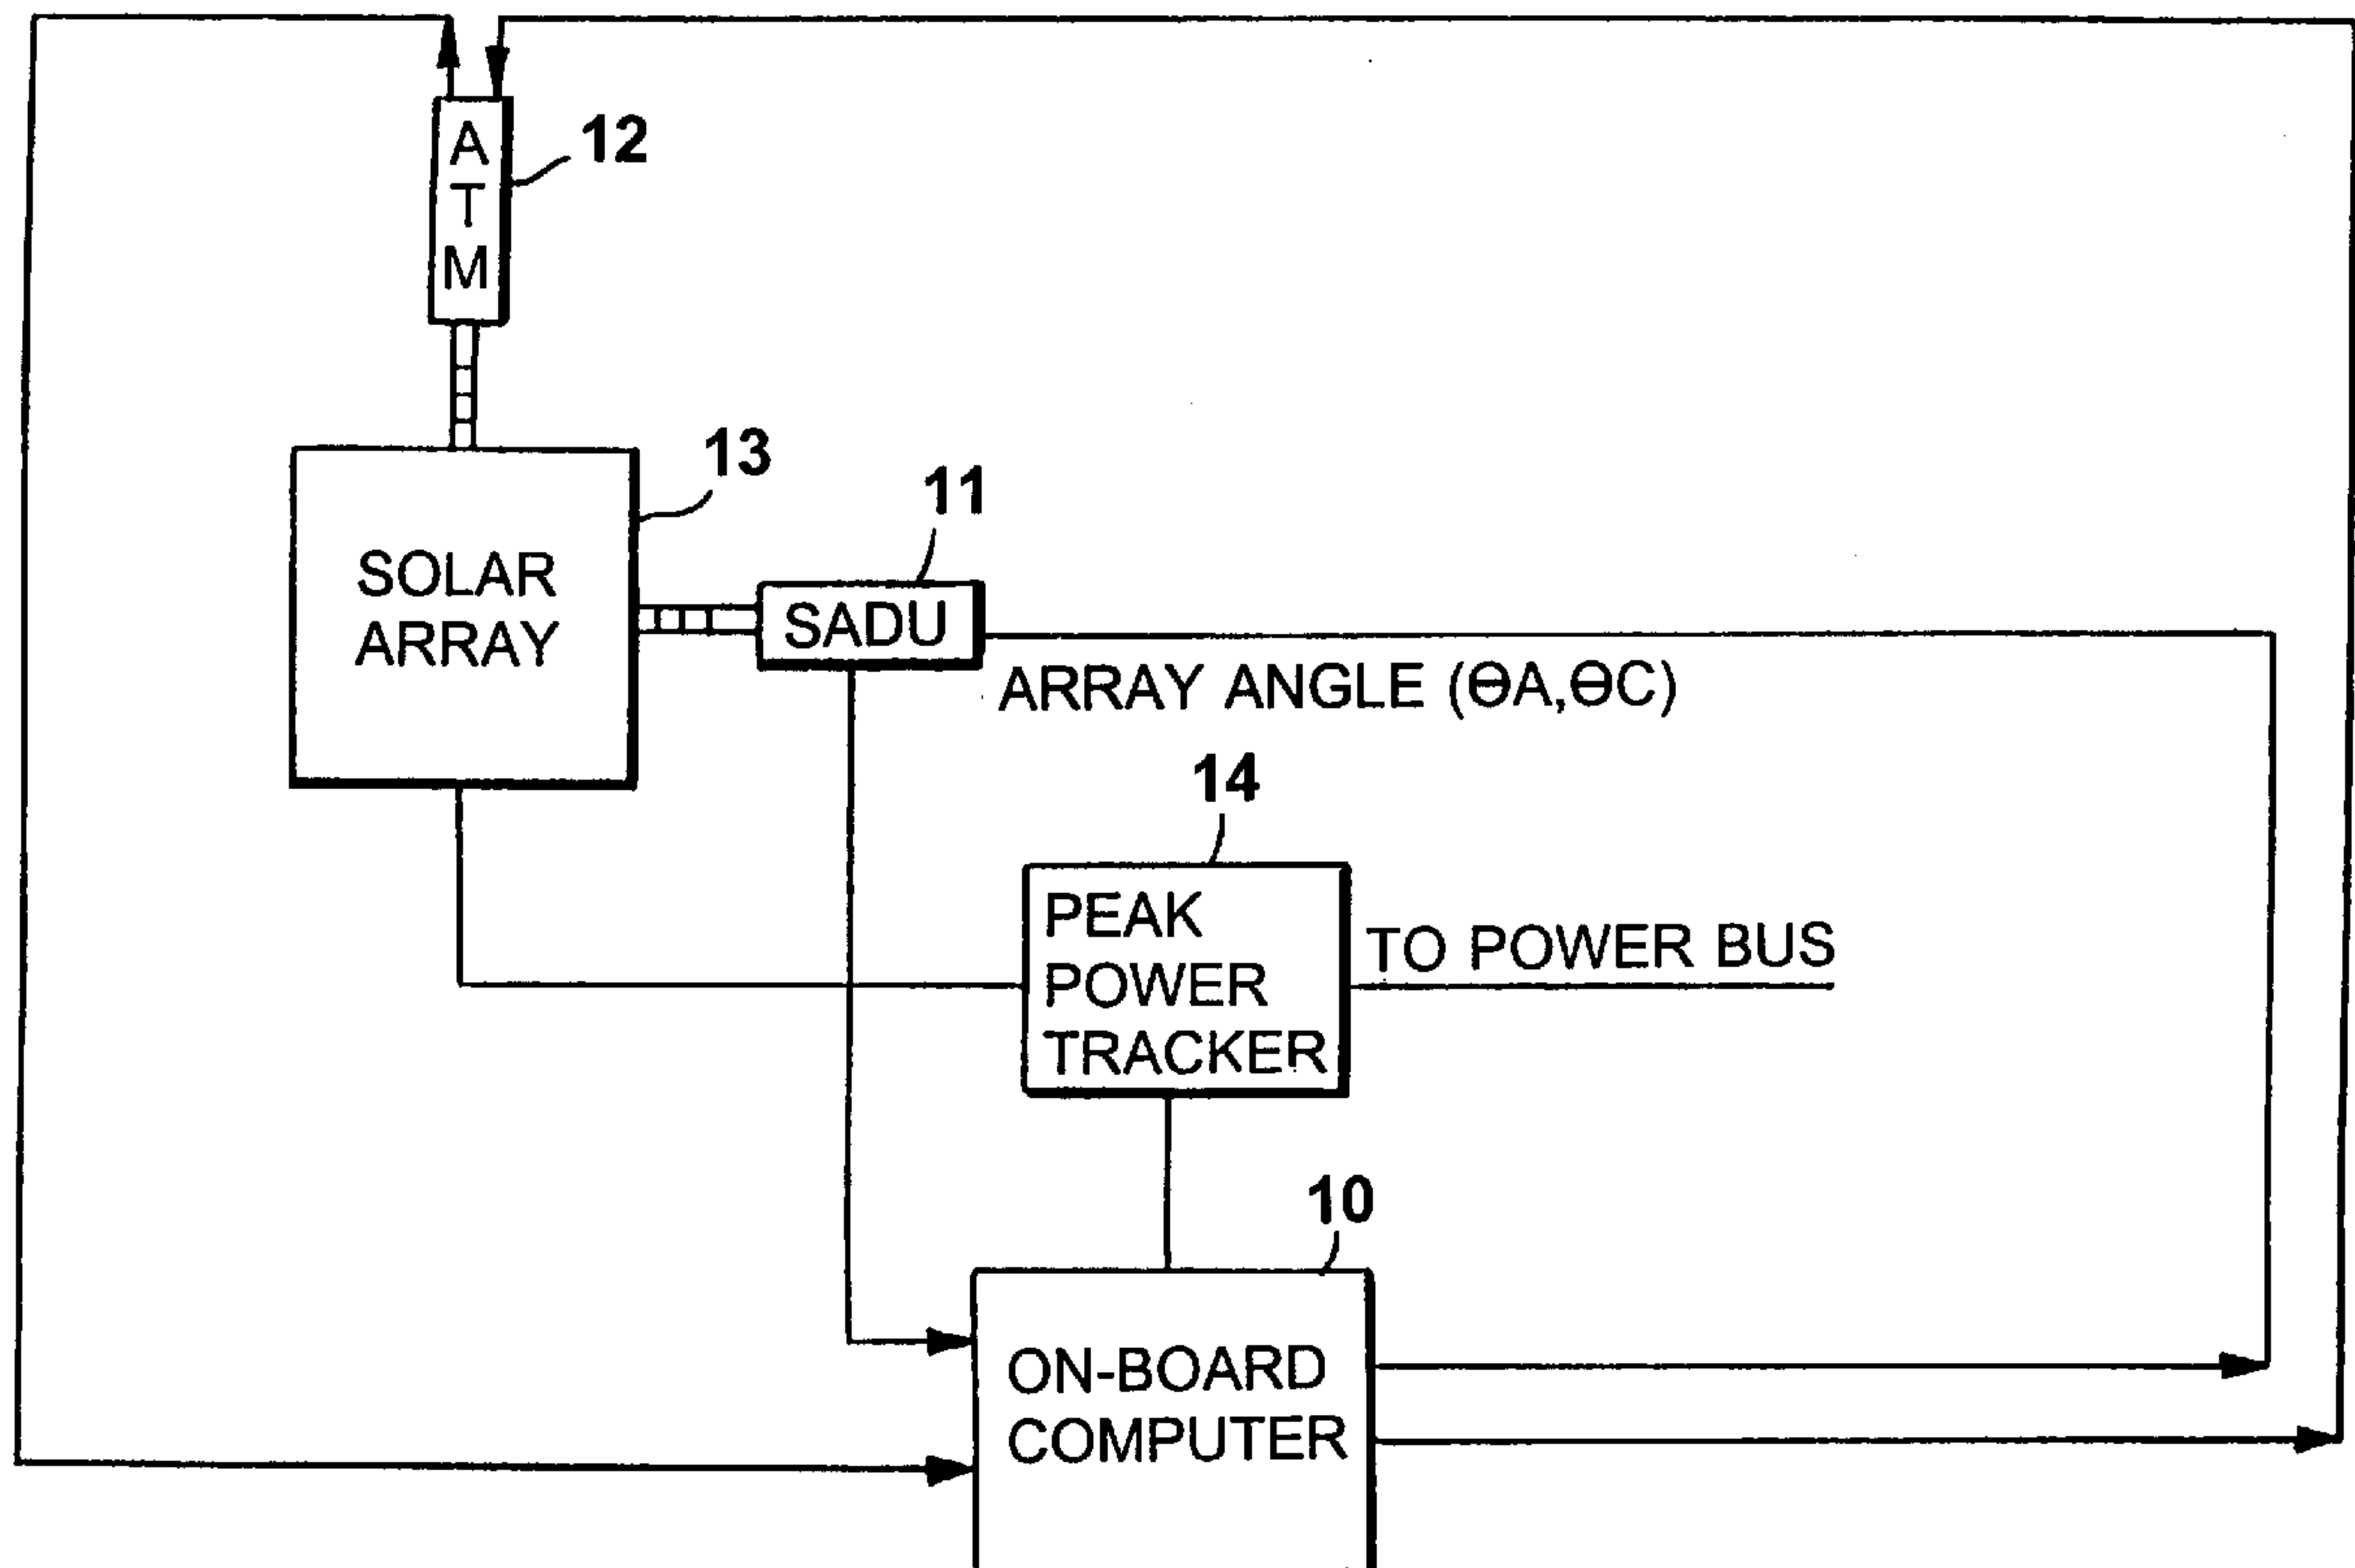 A
T
M
12
13
11
SOLAR
ARRAY
SADU
ARRAY ANGLE (ΘA,ΘC)
14
PEAK
POWER
TRACKER
TO POWER BUS
10
ON-BOARD
COMPUTER